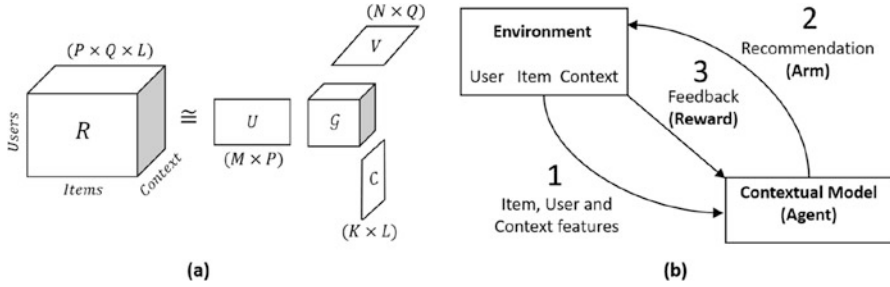 (P × Q × L)
Users
R
Items
Context
≅
U
(M × P)
𝒢
(N × Q)
V
C
(K × L)
(a)
Environment
User Item Context
1
Item, User and
Context features
2
Recommendation
(Arm)
3
Feedback
(Reward)
Contextual Model
(Agent)
(b)